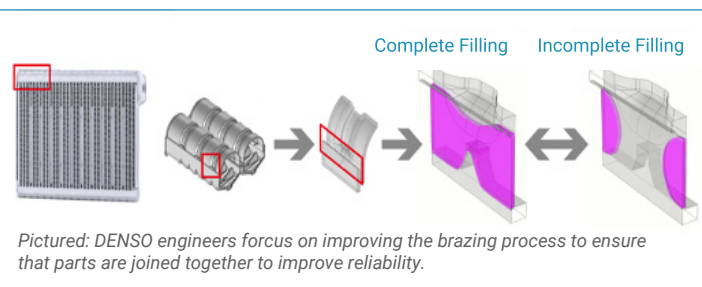 Complete Filling Incomplete Filling
Pictured: DENSO engineers forcus on improving the brazing process to ensure
that parts are joined together to improve reliability.